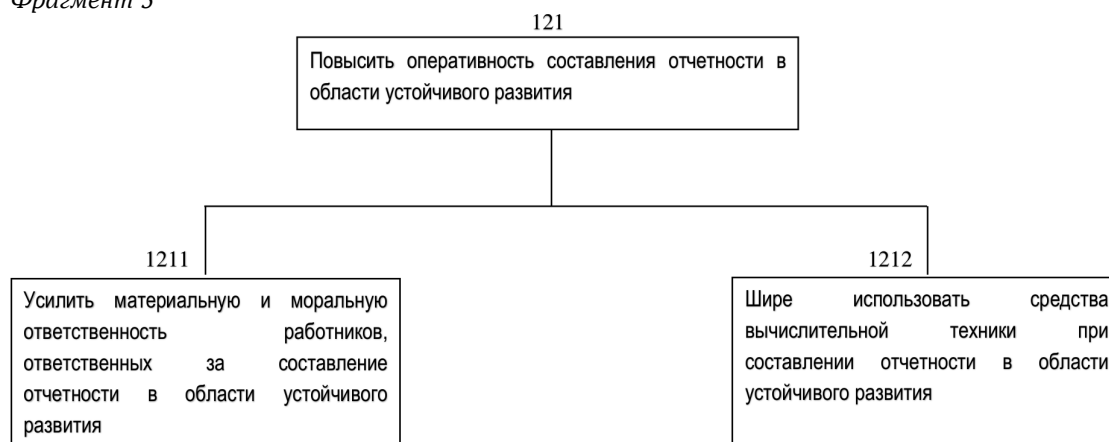 Фрагмент 3
121
Повысить оперативность составления отчетности в
области устойчивого развития
1211
Усилить материальную и моральную
ответственность работников,
ответственных за составление
отчетности в области устойчивого
развития
1212
Шире использовать средства
вычислительной техники при
составлении отчетности в области
устойчивого развития